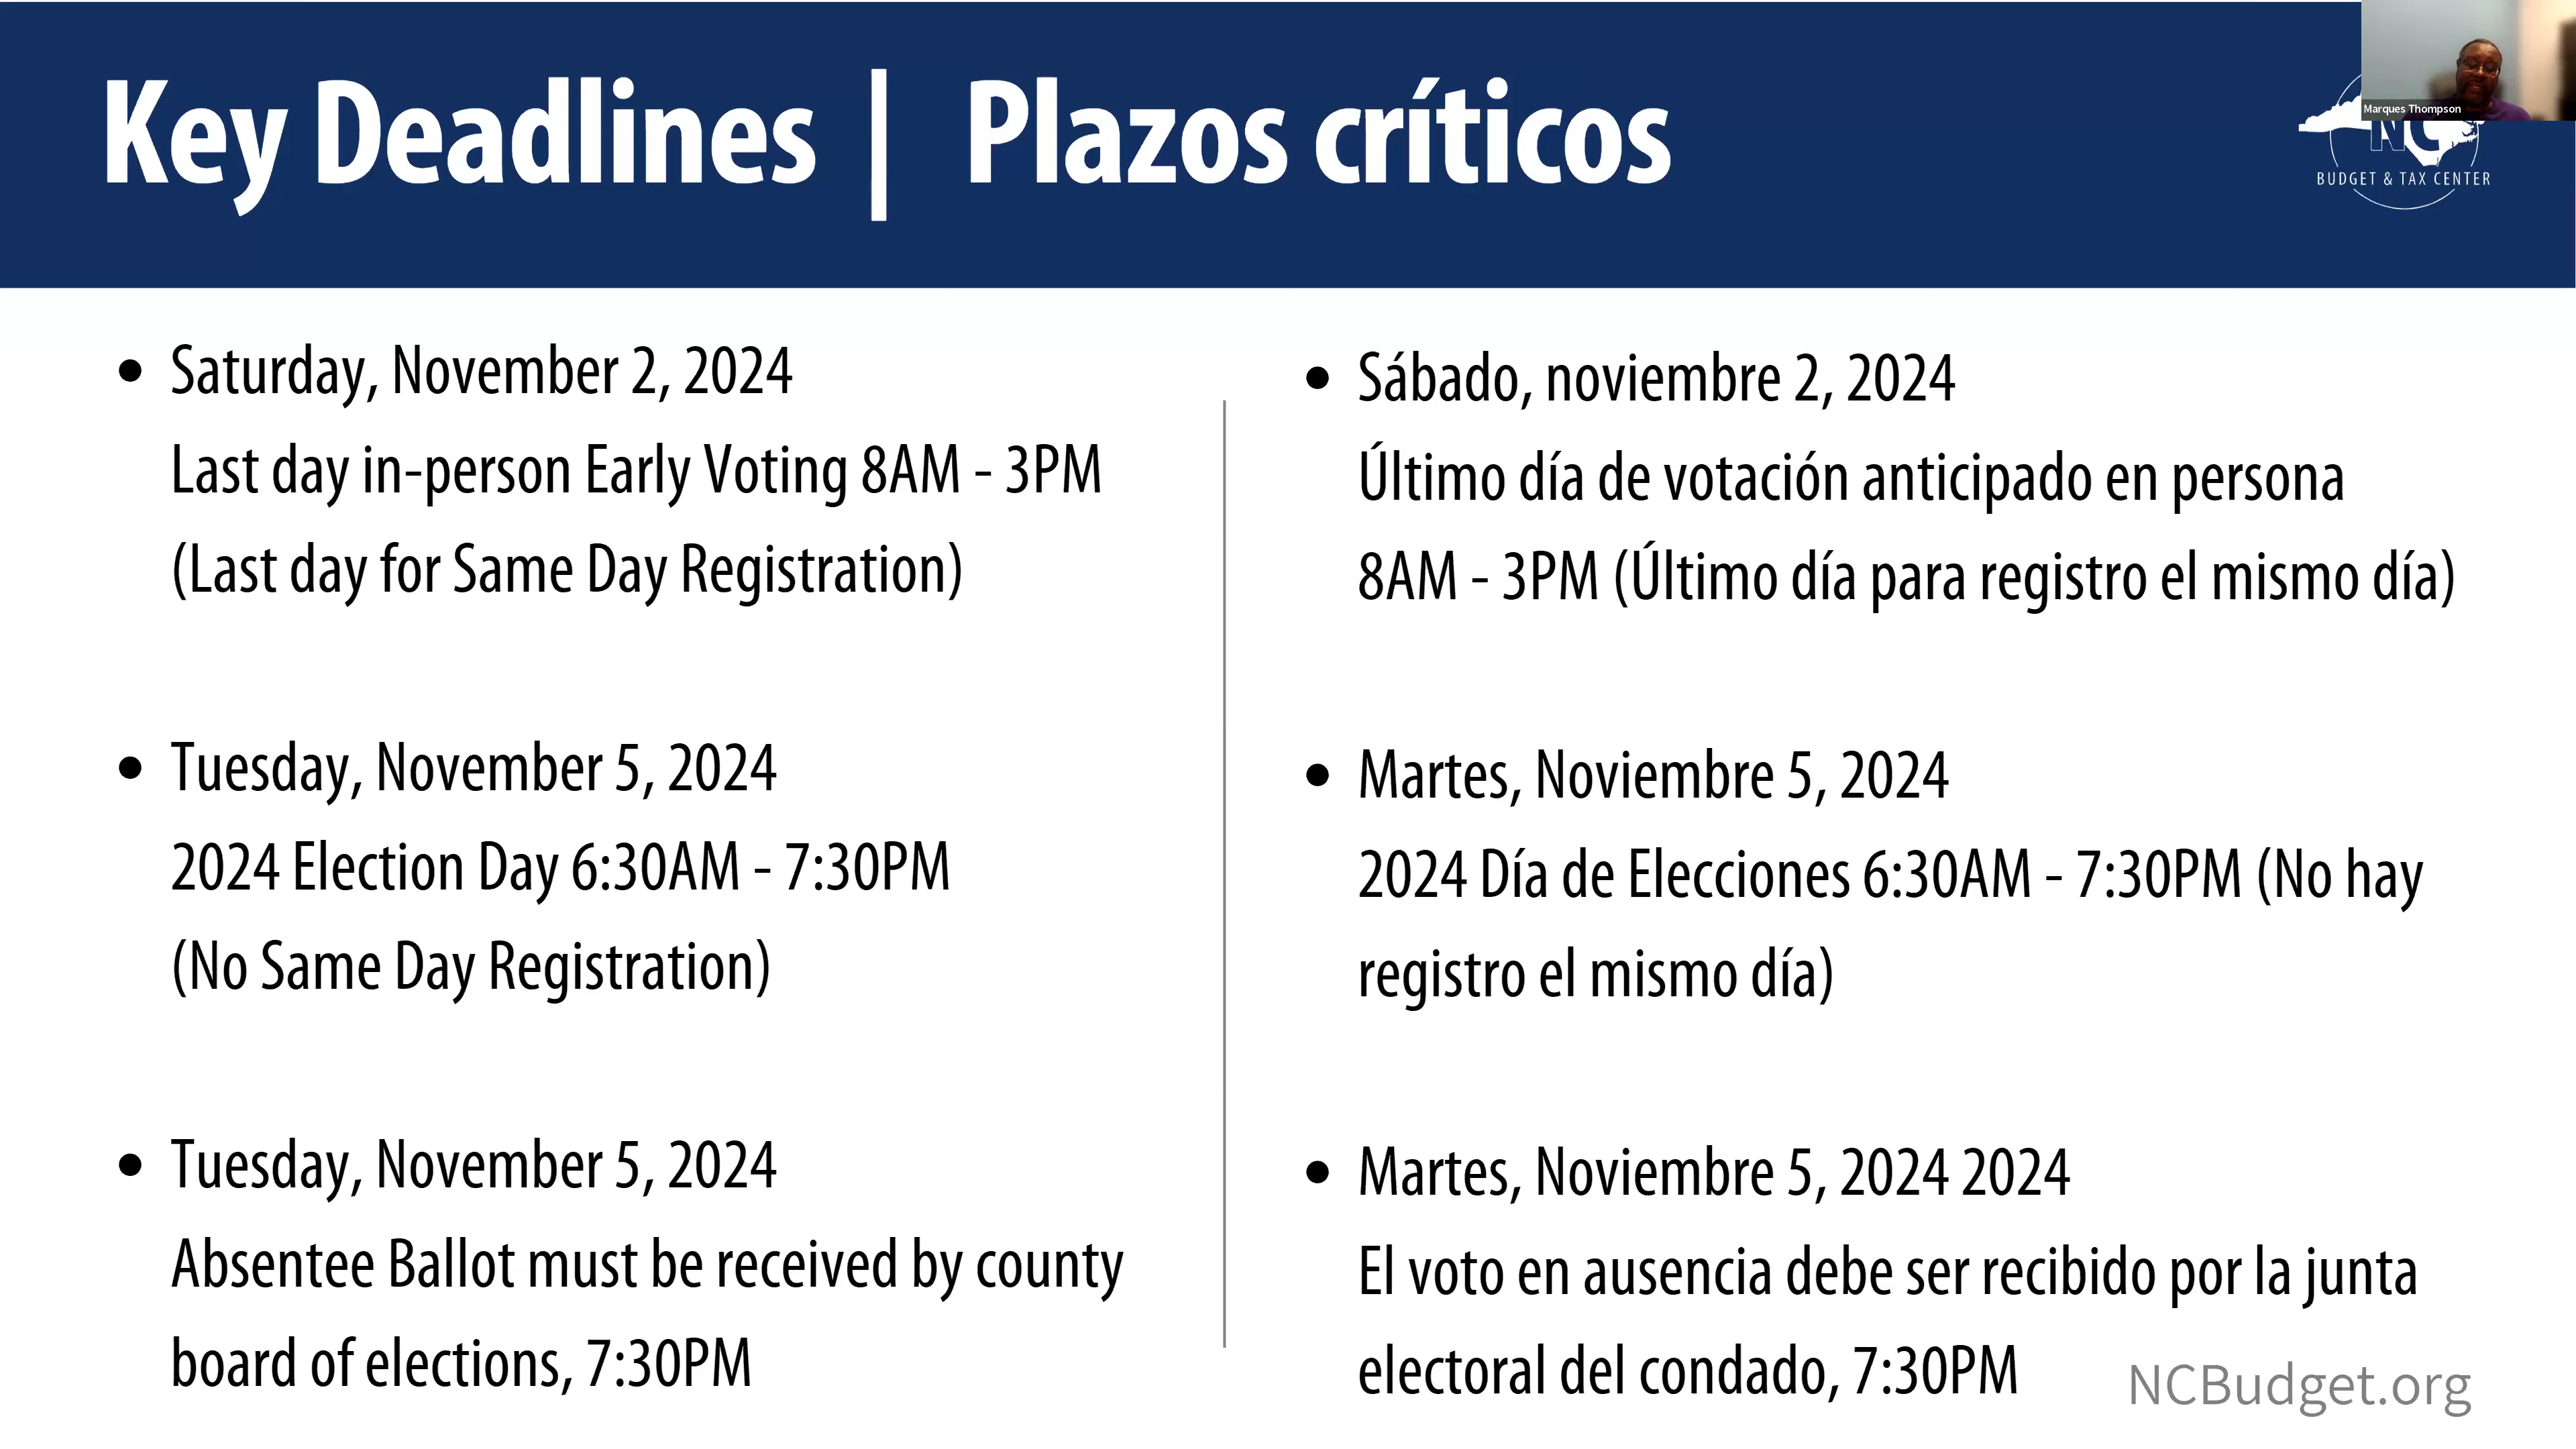 Key Deadlines | Plazos críticos
Marques Thompson
NC
BUDGET & TAX CENTER
Saturday, November 2, 2024
Last day in-person Early Voting 8AM - 3PM
(Last day for Same Day Registration)
Tuesday, November 5, 2024
2024 Election Day 6:30AM - 7:30PM
(No Same Day Registration)
Tuesday, November 5, 2024
Absentee Ballot must be received by county
board of elections, 7:30PM
Sábado, noviembre 2, 2024
Último día de votación anticipado en persona
8AM - 3PM (Último día para registro el mismo día)
Martes, Noviembre 5, 2024
2024 Día de Elecciones 6:30AM - 7:30PM (No hay
registro el mismo día)
Martes, Noviembre 5, 2024 2024
El voto en ausencia debe ser recibido por la junta
electoral del condado, 7:30PM
NCBudget.org